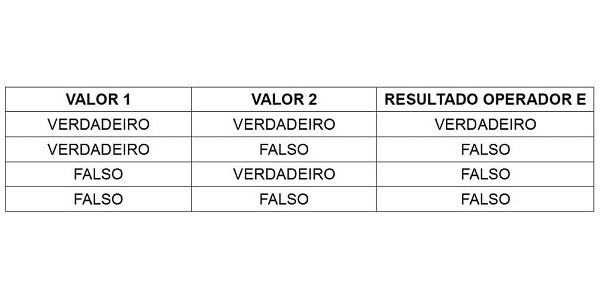 VALOR 1 VALOR 2 RESULTADO OPERADOR E
VERDADEIRO VERDADEIRO VERDADEIRO
VERDADEIRO FALSO FALSO
FALSO VERDADEIRO FALSO
FALSO FALSO FALSO